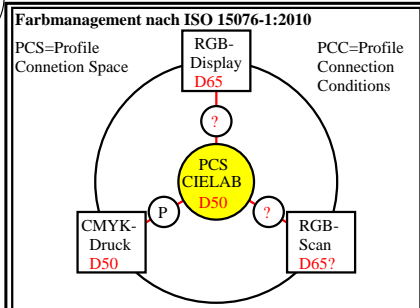 Farbmanagement nach ISO 15076-1:2010
PCS=Profile
Connetion Space
RGB-
Display
D65
PCC=Profile
Connection
Conditions
?
PCS
CIELAB
D50
P
?
CMYK-
Druck
D50
RGB-
Scan
D65?